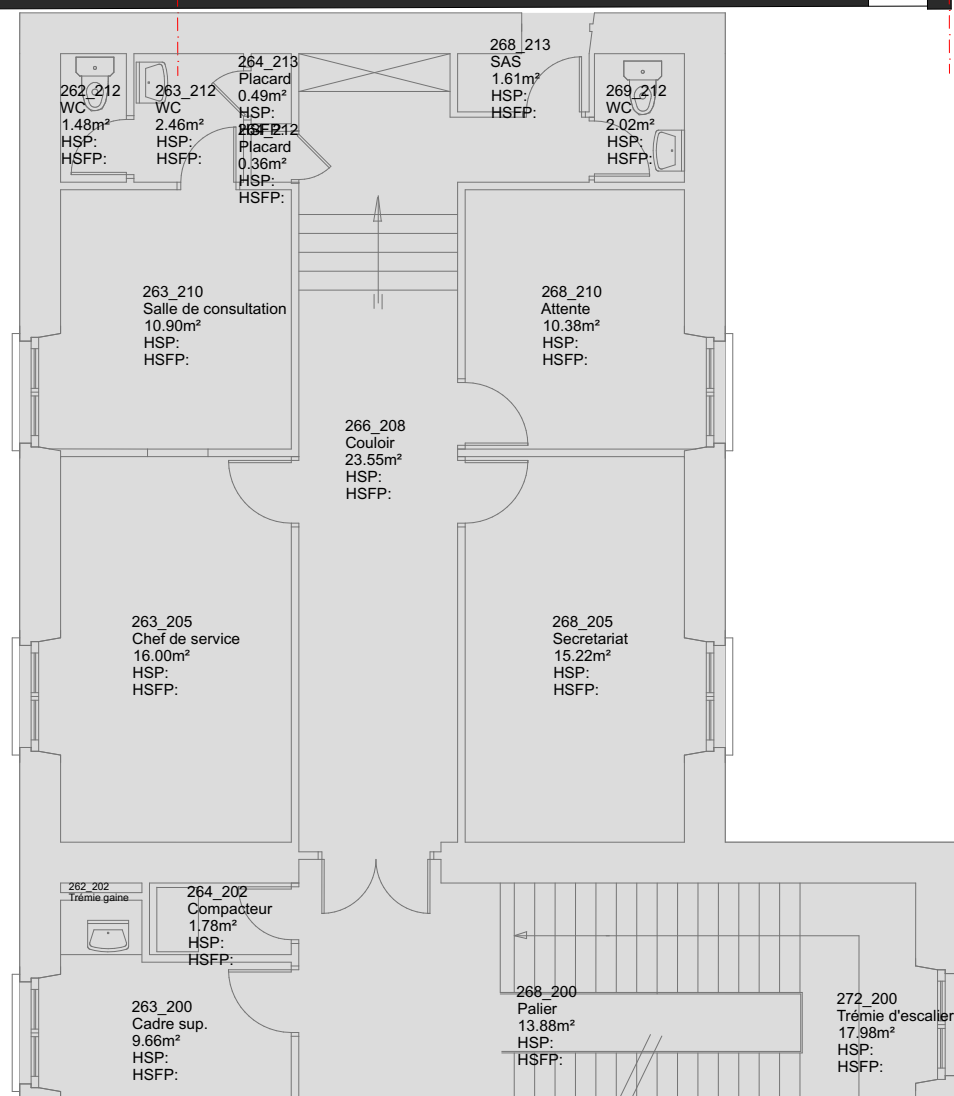 262_212
WC
1.48m²
HSP:
HSFP:
263_212
WC
2.46m²
HSP:
HSFP:
264_213
Placard
0.49m²
HSP:
HSFP:
264_212
Placard
0.36m²
HSP:
HSFP:
268_213
SAS
1.61m²
HSP:
HSFP:
269_212
WC
2.02m²
HSP:
HSFP:
263_210
Salle de consultation
10.90m²
HSP:
HSFP:
268_210
Attente
10.38m²
HSP:
HSFP:
266_208
Couloir
23.55m²
HSP:
HSFP:
263_205
Chef de service
16.00m²
HSP:
HSFP:
268_205
Secretariat
15.22m²
HSP:
HSFP:
262_202
Trémie gaine
264_202
Compacteur
1.78m²
HSP:
HSFP:
263_200
Cadre sup.
9.66m²
HSP:
HSFP:
268_200
Palier
13.88m²
HSP:
HSFP:
272_200
Trémie d'escalier
17.98m²
HSP:
HSFP: